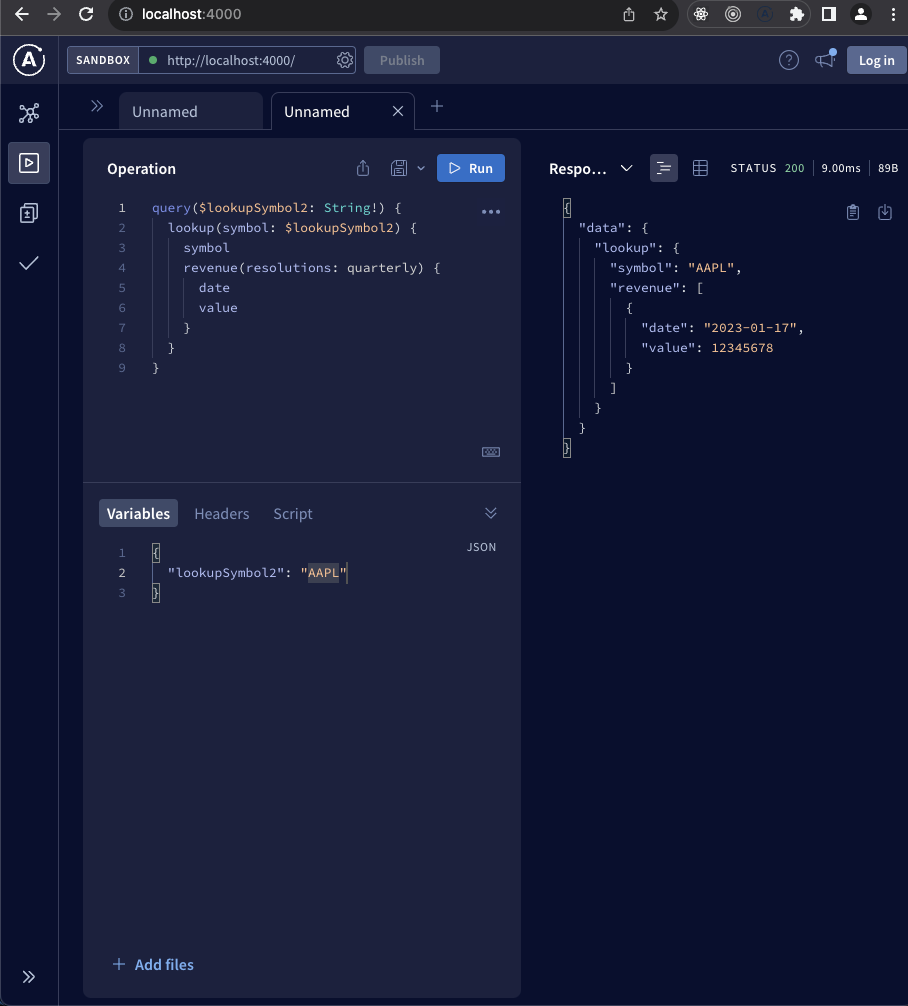 localhost:4000
SANDBOX http://localhost:4000/ Publish Log in
Unnamed Unnamed
Operation Run
1 query($lookupSymbol2: String!) {
2 lookup(symbol: $lookupSymbol2) {
3 symbol
4 revenue(resolutions: quarterly) {
5 date
6 value
7 }
8 }
9 }
Variables Headers Script
JSON
1 {
2 "lookupSymbol2": "AAPL"
3 }
Add files
Respo... STATUS 200 9.00ms 89B
{
"data": {
"lookup": {
"symbol": "AAPL",
"revenue": [
{
"date": "2023-01-17",
"value": 12345678
}
]
}
}
}